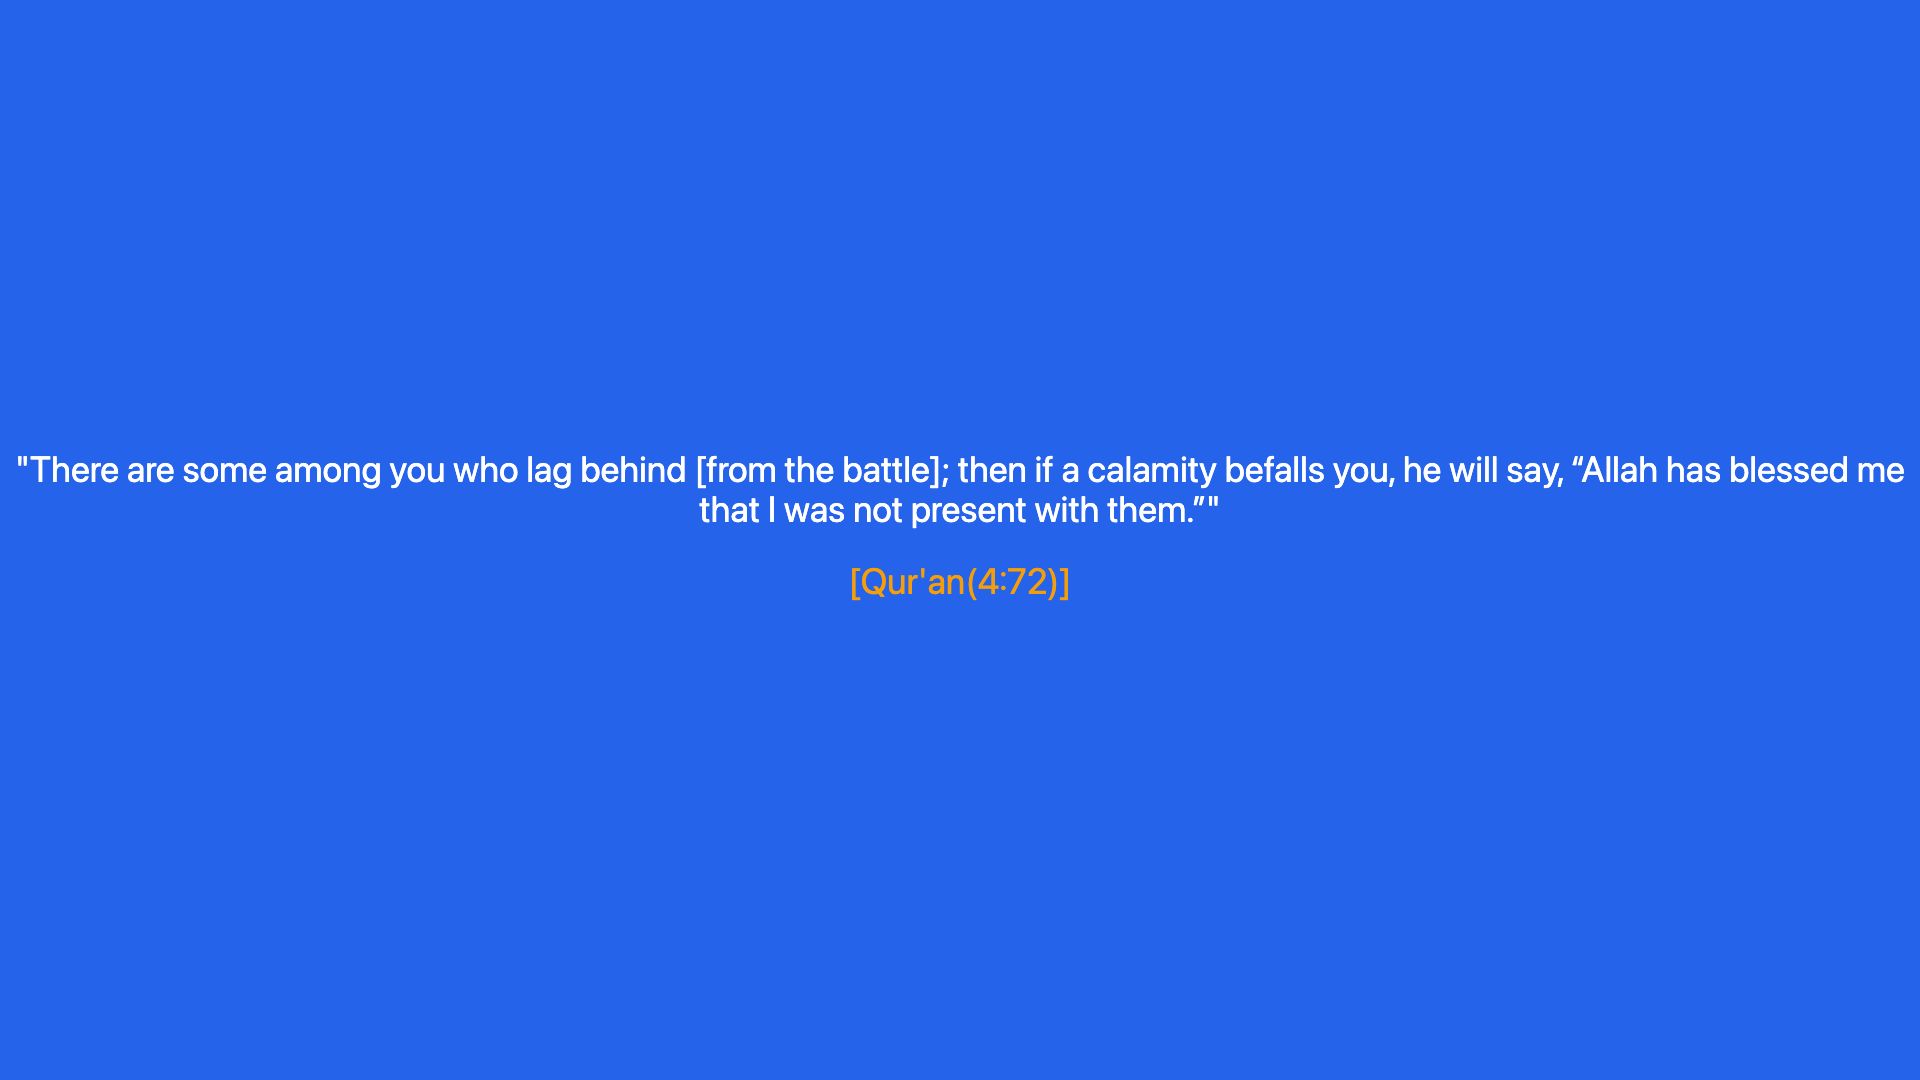 "There are some among you who lag behind [from the battle]; then if a calamity befalls you, he will say, “Allah has blessed me
that I was not present with them.”"
[Qur'an(4:72)]